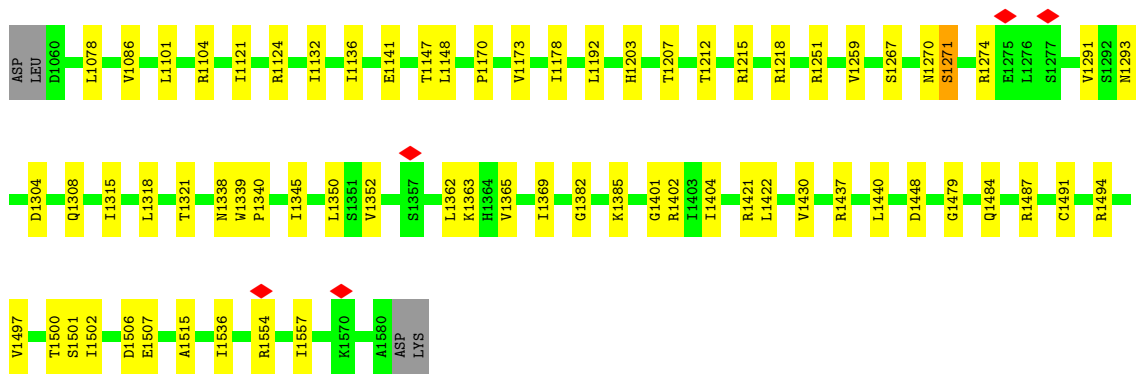 ASP LEU D1060 L1078 V1086 L1101 R1104 I1121 R1124 I1132 I1136 E1141 T1147 L1148 P1170 V1173 I1178 L1192 H1203 T1207 T1212 R1215 R1218 R1251 V1259 S1267 N1270 S1271 R1274 E1275 L1276 S1277 V1291 S1292 N1293
D1304 Q1308 I1315 L1318 T1321 N1338 W1339 P1340 I1345 L1350 S1351 V1352 S1357 L1362 K1363 H1364 V1365 I1369 G1382 K1385 G1401 R1402 I1403 I1404 R1421 L1422 V1430 R1437 L1440 D1448 G1479 Q1484 R1487 C1491 R1494
V1497 T1500 S1501 I1502 D1506 E1507 A1515 I1536 R1554 I1557 K1570 A1580 ASP LYS